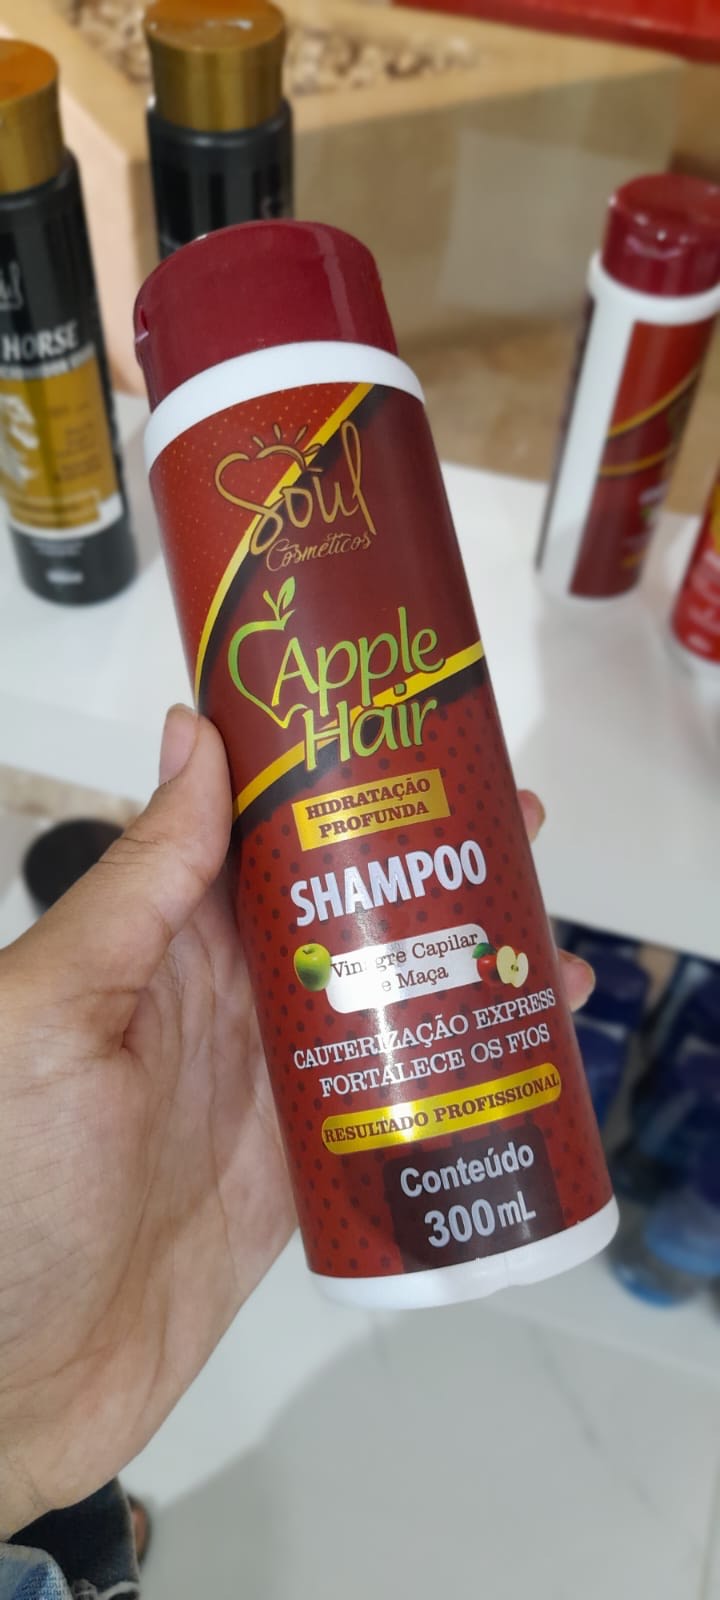 Soul
Cosméticos
Apple
Hair
HIDRATAÇÃO
PROFUNDA
SHAMPOO
Vinagre Capilar
e Maça
CAUTERIZAÇÃO EXPRESS
FORTALECE OS FIOS
RESULTADO PROFISSIONAL
Conteúdo
300mL
HORSE